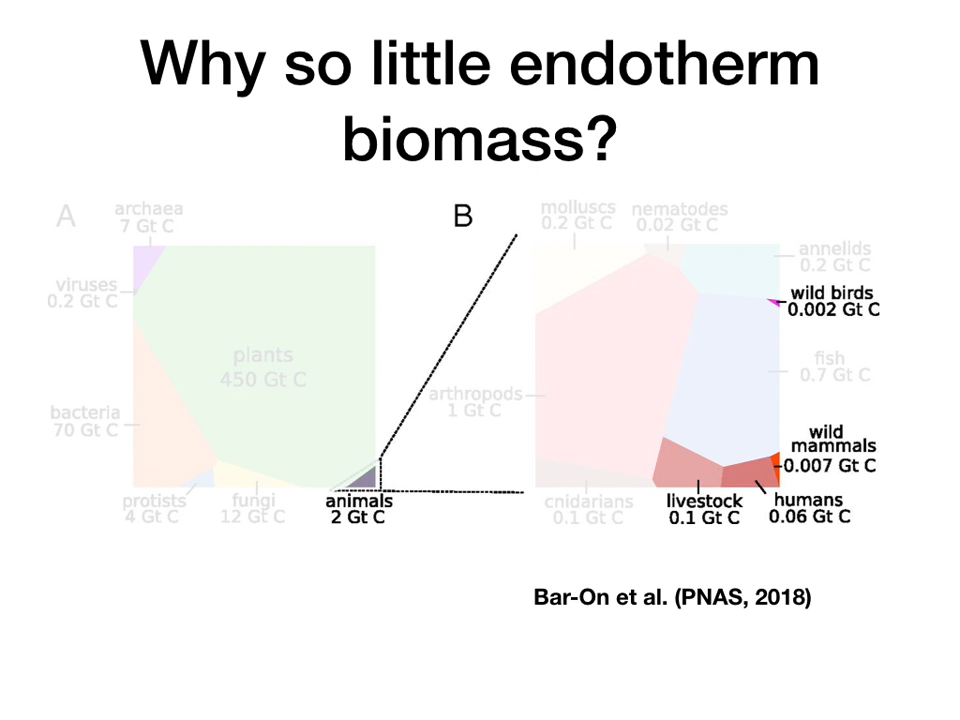 Why so little endotherm
biomass?
A
archaea
7 Gt C
viruses
0.2 Gt C
plants
450 Gt C
bacteria
70 Gt C
protists
4 Gt C
fungi
12 Gt C
animals
2 Gt C
B
molluscs
0.2 Gt C
nematodes
0.02 Gt C
annelids
0.2 Gt C
wild birds
0.002 Gt C
fish
0.7 Gt C
arthropods
1 Gt C
wild
mammals
0.007 Gt C
cnidarians
0.1 Gt C
livestock
0.1 Gt C
humans
0.06 Gt C
Bar-On et al. (PNAS, 2018)